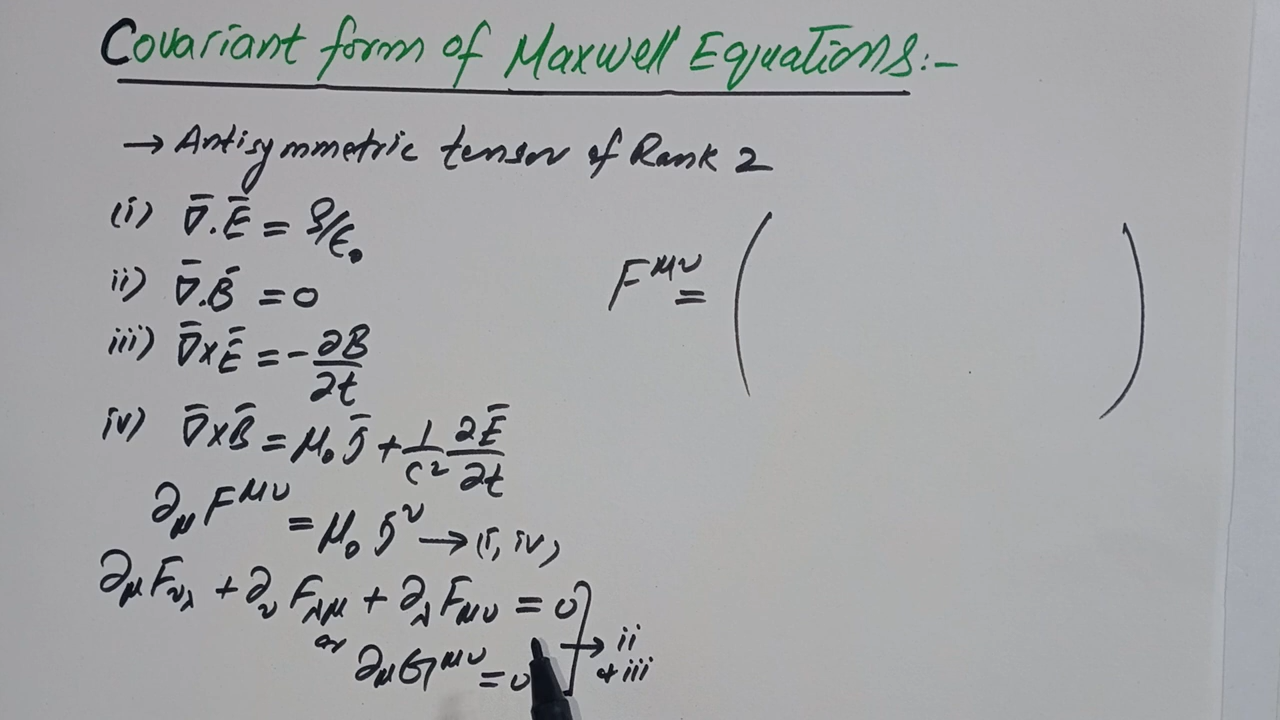 Covariant form of Maxwell Equations:-
→ Antisymmetric tensor of Rank 2
(i) ∇̄.Ē = ρ/ε₀
ii) ∇̄.B̄ = 0
iii) ∇̄×Ē = -∂B/∂t
iv) ∇̄×B̄ = μ₀J̄ + 1/c² ∂Ē/∂t
∂_μ F^μν = μ₀ J^ν → (i, iv)
∂_μ F_νλ + ∂_ν F_λμ + ∂_λ F_μν = 0
or
∂_μ G^μν = 0
→ ii
+ iii
F^μν =